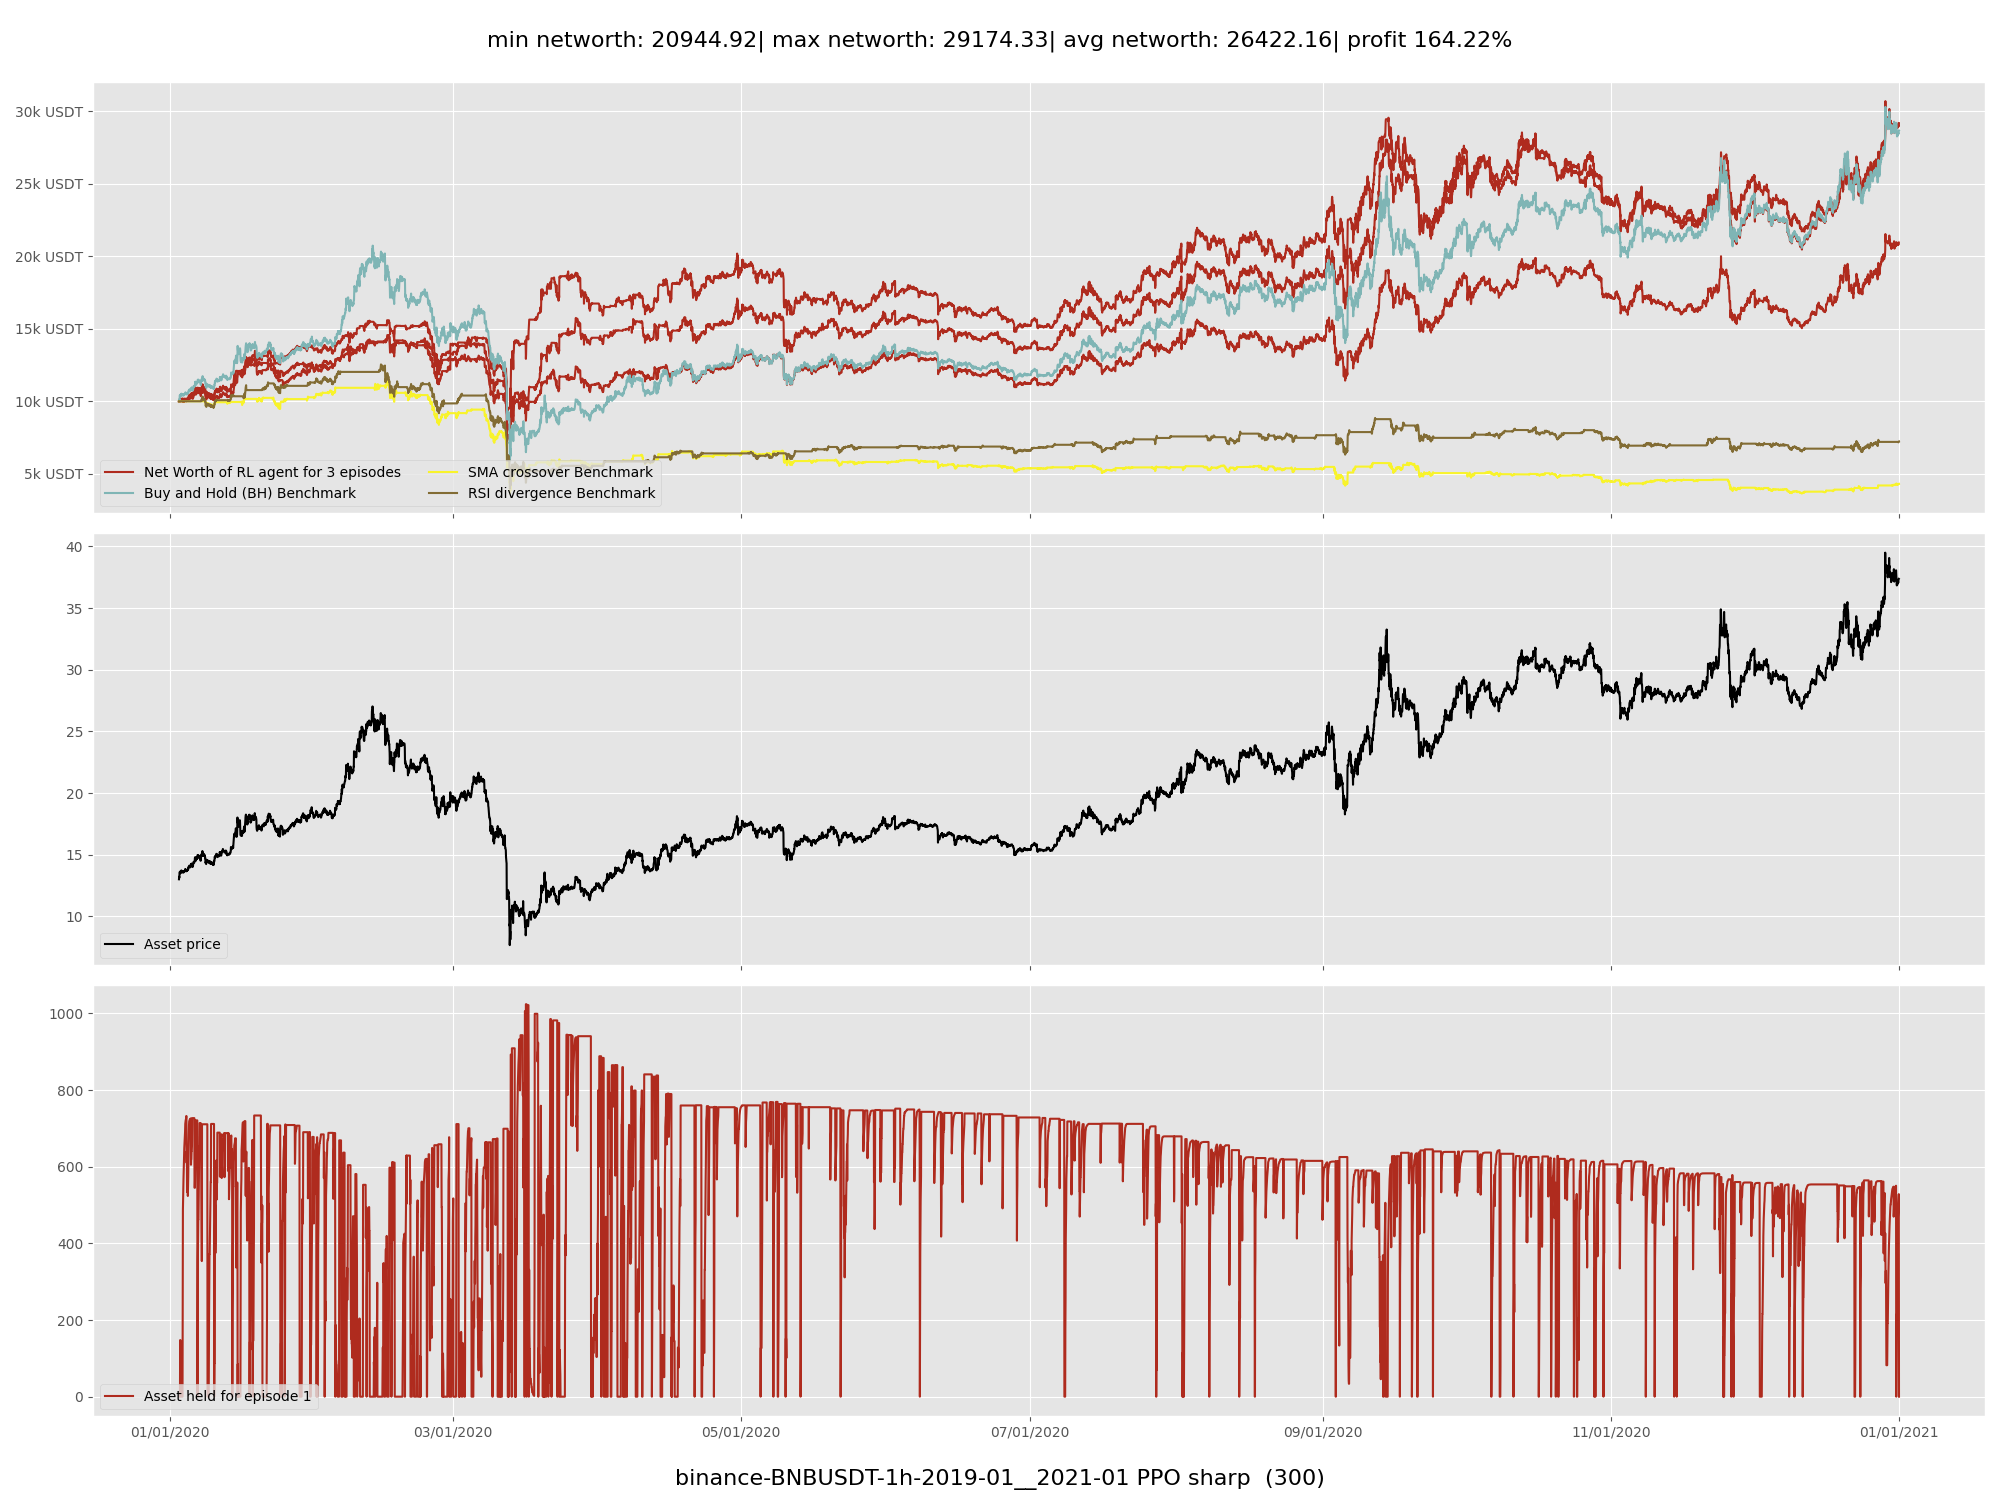 min networth: 20944.92| max networth: 29174.33| avg networth: 26422.16| profit 164.22%
30k USDT
25k USDT
20k USDT
15k USDT
10k USDT
5k USDT
Net Worth of RL agent for 3 episodes
Buy and Hold (BH) Benchmark
SMA crossover Benchmark
RSI divergence Benchmark
40
35
30
25
20
15
10
Asset price
1000
800
600
400
200
0
Asset held for episode 1
01/01/2020
03/01/2020
05/01/2020
07/01/2020
09/01/2020
11/01/2020
01/01/2021
binance-BNBUSDT-1h-2019-01__2021-01 PPO sharp  (300)